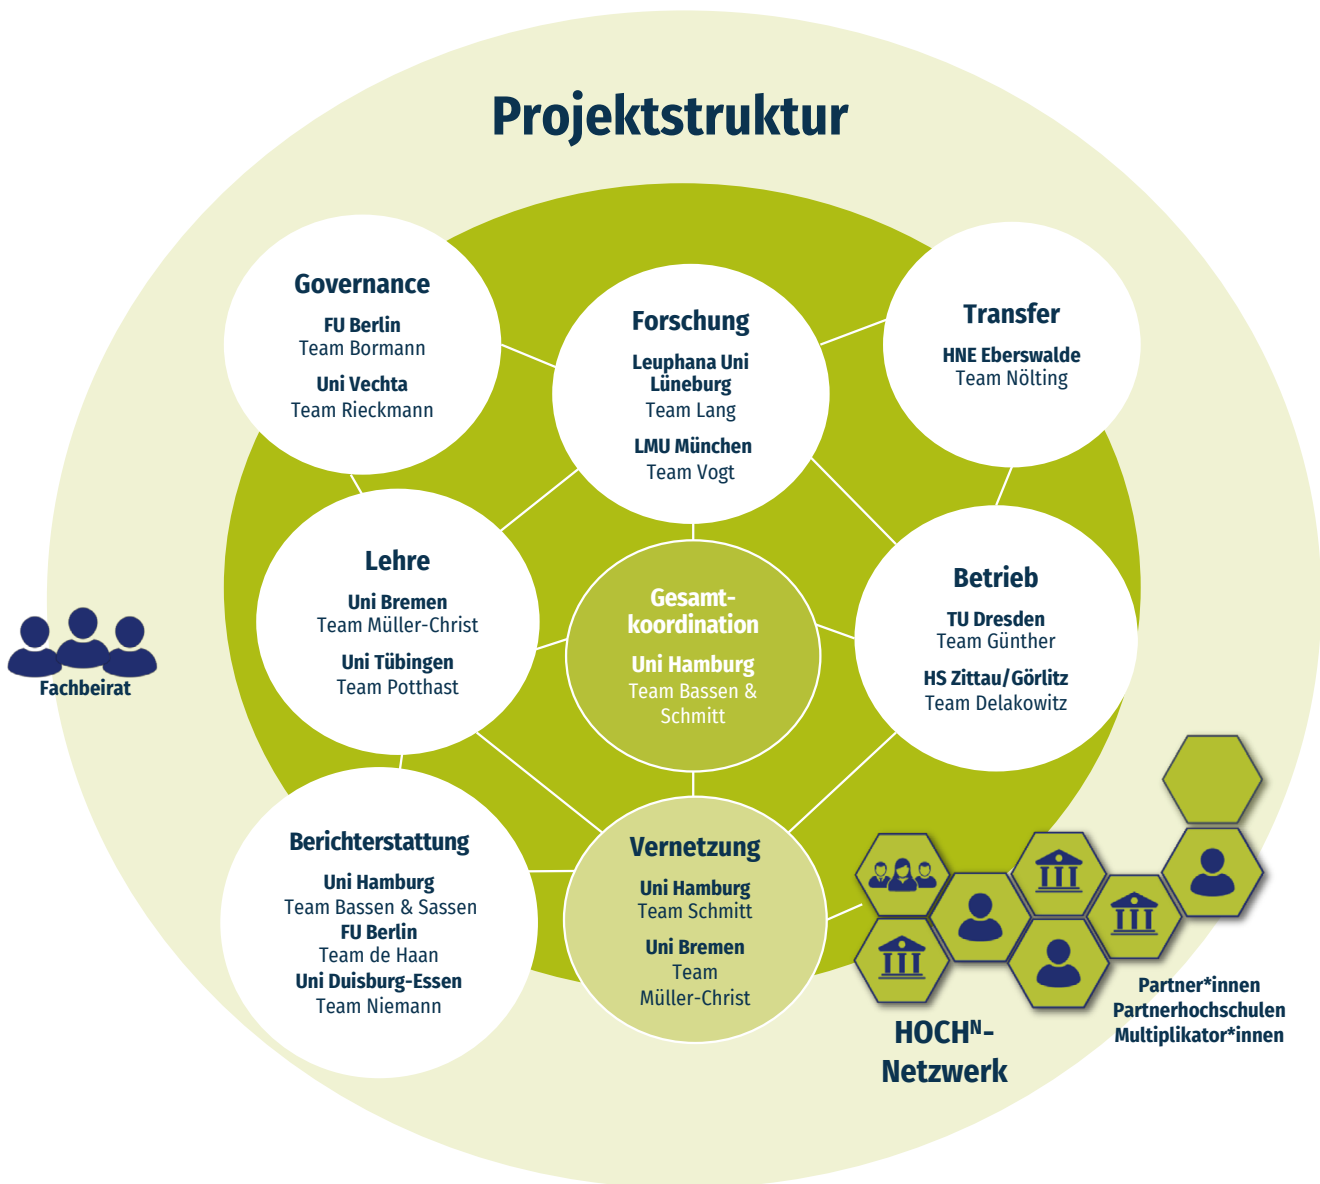 Projektstruktur
Governance
FU Berlin
Team Bormann
Uni Vechta
Team Rieckmann
Forschung
Leuphana Uni
Lüneburg
Team Lang
LMU München
Team Vogt
Transfer
HNE Eberswalde
Team Nölting
Lehre
Uni Bremen
Team Müller-Christ
Uni Tübingen
Team Potthast
Gesamt-
koordination
Uni Hamburg
Team Bassen &
Schmitt
Betrieb
TU Dresden
Team Günther
HS Zittau/Görlitz
Team Delakowitz
Fachbeirat
Berichterstattung
Uni Hamburg
Team Bassen & Sassen
FU Berlin
Team de Haan
Uni Duisburg-Essen
Team Niemann
Vernetzung
Uni Hamburg
Team Schmitt
Uni Bremen
Team
Müller-Christ
HOCHᴺ-
Netzwerk
Partner*innen
Partnerhochschulen
Multiplikator*innen